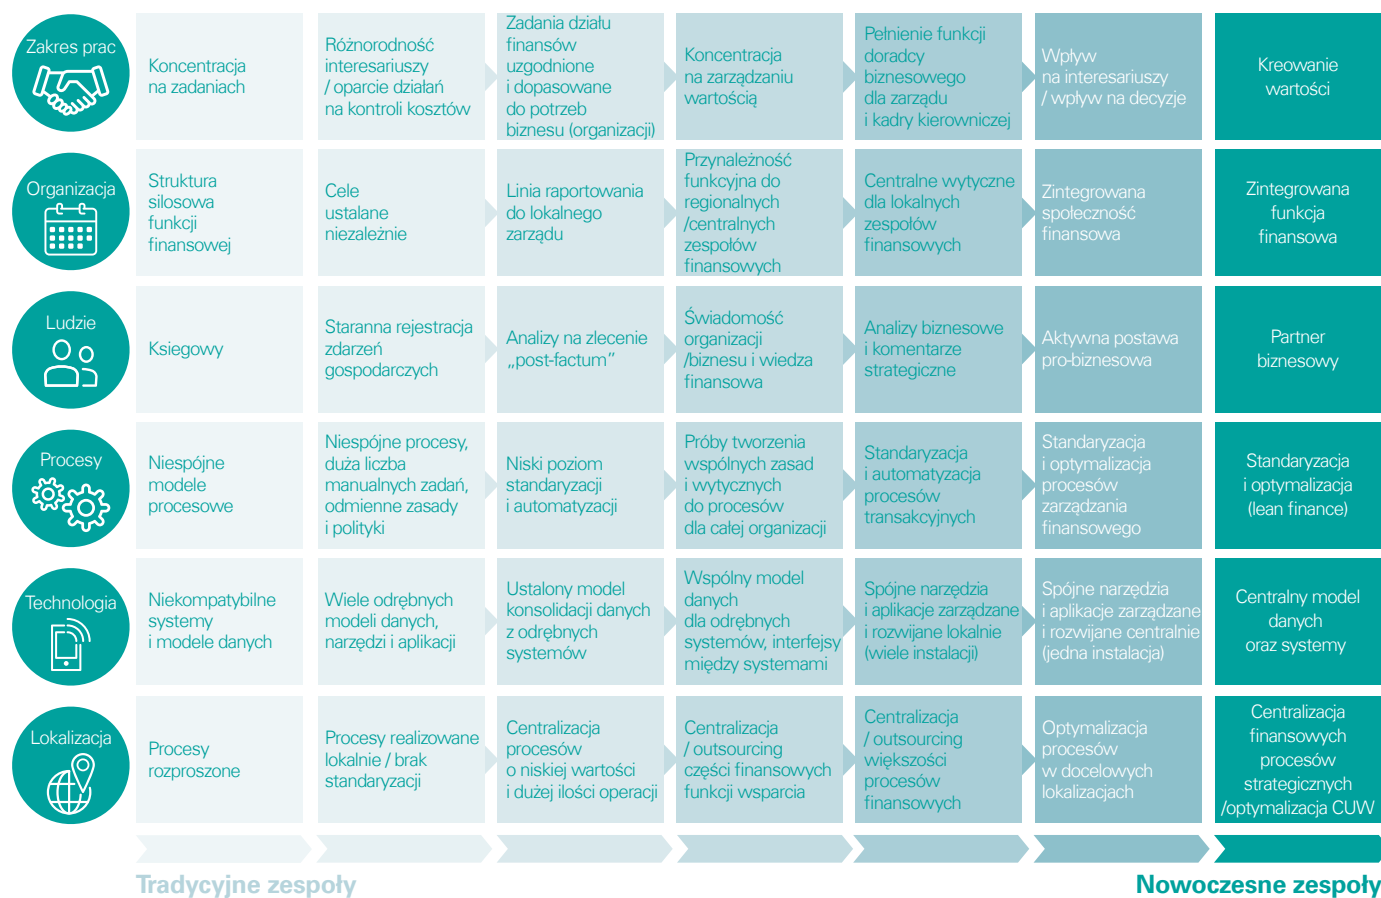 Zakres prac
Koncentracja
na zadaniach
Różnorodność
interesariuszy
/ oparcie działań
na kontroli kosztów
Zadania działu
finansów
uzgodnione
i dopasowane
do potrzeb
biznesu (organizacji)
Koncentracja
na zarządzaniu
wartością
Pełnienie funkcji
doradcy
biznesowego
dla zarządu
i kadry kierowniczej
Wpływ
na interesariuszy
/ wpływ na decyzje
Kreowanie
wartości
Organizacja
Struktura
silosowa
funkcji
finansowej
Cele
ustalane
niezależnie
Linia raportowania
do lokalnego
zarządu
Przynależność
funkcyjna do
regionalnych
/centralnych
zespołów
finansowych
Centralne wytyczne
dla lokalnych
zespołów
finansowych
Zintegrowana
społeczność
finansowa
Zintegrowana
funkcja
finansowa
Ludzie
Ksiegowy
Staranna rejestracja
zdarzeń
gospodarczych
Analizy na zlecenie
„post-factum”
Świadomość
organizacji
/biznesu i wiedza
finansowa
Analizy biznesowe
i komentarze
strategiczne
Aktywna postawa
pro-biznesowa
Partner
biznesowy
Procesy
Niespójne
modele
procesowe
Niespójne procesy,
duża liczba
manualnych zadań,
odmienne zasady
i polityki
Niski poziom
standaryzacji
i automatyzacji
Próby tworzenia
wspólnych zasad
i wytycznych
do procesów
dla całej organizacji
Standaryzacja
i automatyzacja
procesów
transakcyjnych
Standaryzacja
i optymalizacja
procesów
zarządzania
finansowego
Standaryzacja
i optymalizacja
(lean finance)
Technologia
Niekompatybilne
systemy
i modele danych
Wiele odrębnych
modeli danych,
narzędzi i aplikacji
Ustalony model
konsolidacji danych
z odrębnych
systemów
Wspólny model
danych
dla odrębnych
systemów, interfejsy
między systemami
Spójne narzędzia
i aplikacje zarządzane
i rozwijane lokalnie
(wiele instalacji)
Spójne narzędzia
i aplikacje zarządzane
i rozwijane centralnie
(jedna instalacja)
Centralny model
danych
oraz systemy
Lokalizacja
Procesy
rozproszone
Procesy realizowane
lokalnie / brak
standaryzacji
Centralizacja
procesów
o niskiej wartości
i dużej ilości operacji
Centralizacja
/ outsourcing
części finansowych
funkcji wsparcia
Centralizacja
/ outsourcing
większości
procesów
finansowych
Optymalizacja
procesów
w docelowych
lokalizacjach
Centralizacja
finansowych
procesów
strategicznych
/optymalizacja CUW
Tradycyjne zespoły
Nowoczesne zespoły